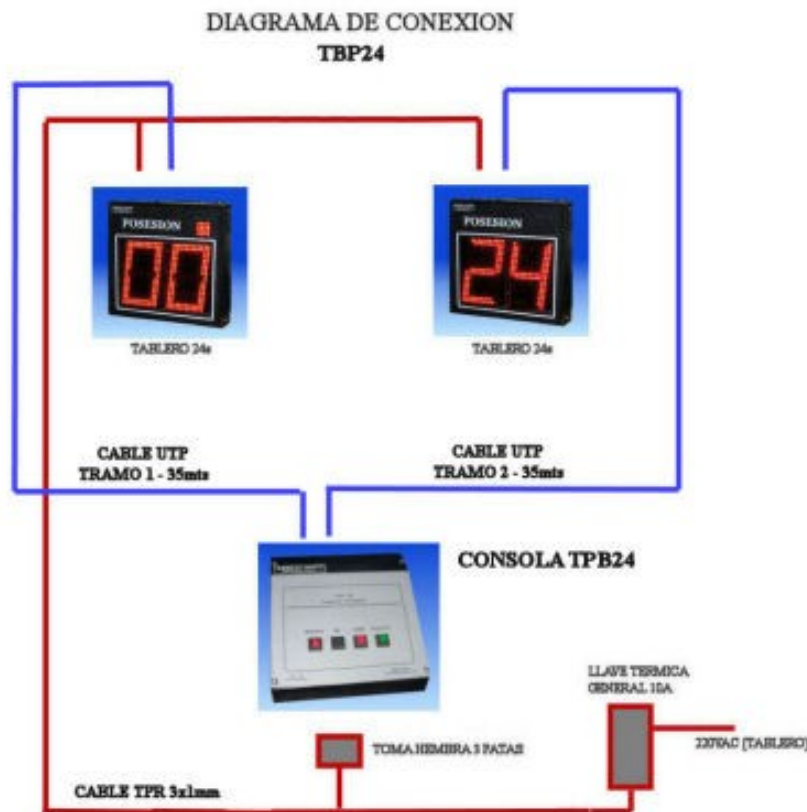 DIAGRAMA DE CONEXION
TBP24
POSESION
00
POSESION
24
TABLERO 24s
TABLERO 24s
CABLE UTP
TRAMO 1 - 35mts
CABLE UTP
TRAMO 2 - 35mts
CONSOLA TPB24
LLAVE TERMICA
GENERAL 10A
TOMA HEMBRA 3 PATAS
220VAC (TABLERO)
CABLE TPR 3x1mm